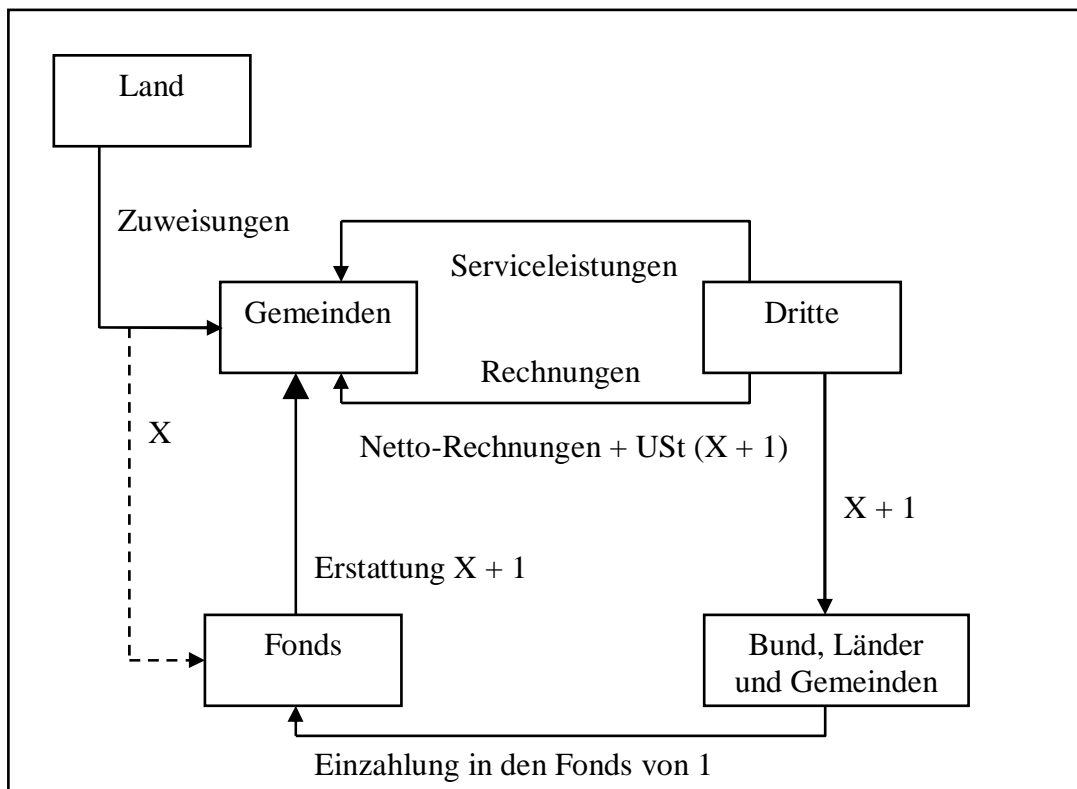 Land
Zuweisungen
Serviceleistungen
Gemeinden
Dritte
Rechnungen
X
Netto-Rechnungen + USt (X + 1)
X + 1
Erstattung X + 1
Fonds
Bund, Länder
und Gemeinden
Einzahlung in den Fonds von 1